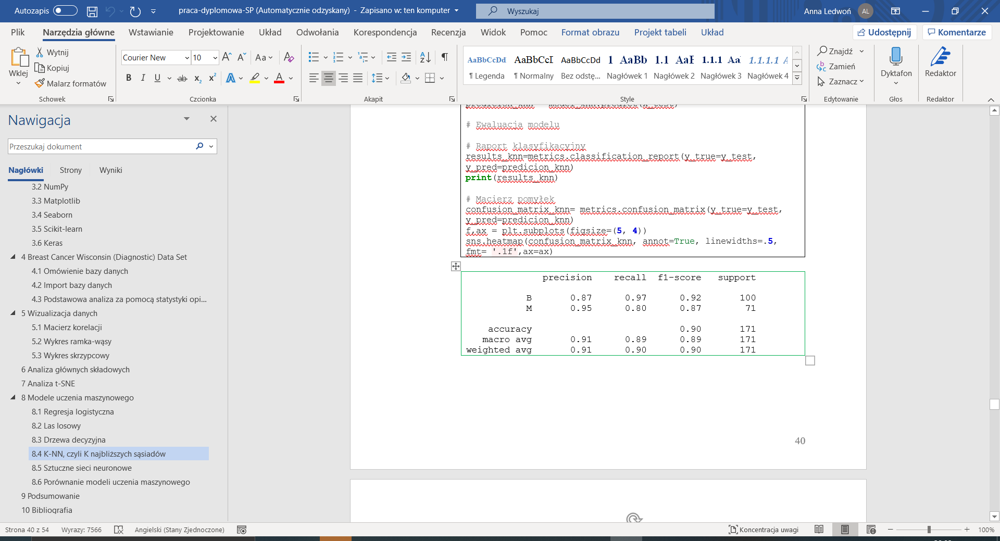 Autozapis
praca-dyplomowa-SP (Automatycznie odzyskany) - Zapisano w: ten komputer
Wyszukaj
Anna Ledwoń
AL
Plik
Narzędzia główne
Wstawianie
Projektowanie
Układ
Odwołania
Korespondencja
Recenzja
Widok
Pomoc
Format obrazu
Projekt tabeli
Układ
Udostępnij
Komentarze
Wklej
Wytnij
Kopiuj
Malarz formatów
Schowek
Courier New
10
Czcionka
Akapit
AaBbCcDdI
¶ Legenda
AaBbCcI
¶ Normalny
AaBbCcDd
Bez odstę...
1 AaBb
Nagłówek 1
1.1 AaE
Nagłówek 2
1.1.1 Aa
Nagłówek 3
1.1.1.1 A
Nagłówek 4
Style
Znajdź
Zamień
Zaznacz
Edytowanie
Dyktafon
Głos
Redaktor
Redaktor
Nawigacja
Przeszukaj dokument
Nagłówki
Strony
Wyniki
3.2 NumPy
3.3 Matplotlib
3.4 Seaborn
3.5 Scikit-learn
3.6 Keras
4 Breast Cancer Wisconsin (Diagnostic) Data Set
4.1 Omówienie bazy danych
4.2 Import bazy danych
4.3 Podstawowa analiza za pomocą statystyki opi...
5 Wizualizacja danych
5.1 Macierz korelacji
5.2 Wykres ramka-wąsy
5.3 Wykres skrzypcowy
6 Analiza głównych składowych
7 Analiza t-SNE
8 Modele uczenia maszynowego
8.1 Regresja logistyczna
8.2 Las losowy
8.3 Drzewa decyzyjna
8.4 K-NN, czyli K najbliższych sąsiadów
8.5 Sztuczne sieci neuronowe
8.6 Porównanie modeli uczenia maszynowego
9 Podsumowanie
10 Bibliografia
predicion_knn = model_knn.predict(x_test)
# Ewaluacja modelu
# Raport klasyfikacyjny
results_knn=metrics.classification_report(y_true=y_test,
y_pred=predicion_knn)
print(results_knn)
# Macierz pomyłek
confusion_matrix_knn= metrics.confusion_matrix(y_true=y_test,
y_pred=predicion_knn)
f,ax = plt.subplots(figsize=(5, 4))
sns.heatmap(confusion_matrix_knn, annot=True, linewidths=.5,
fmt= '.1f',ax=ax)
precision recall f1-score support
B 0.87 0.97 0.92 100
M 0.95 0.80 0.87 71
accuracy 0.90 171
macro avg 0.91 0.89 0.89 171
weighted avg 0.91 0.90 0.90 171
40
Strona 40 z 54
Wyrazy: 7566
Angielski (Stany Zjednoczone)
Koncentracja uwagi
100%